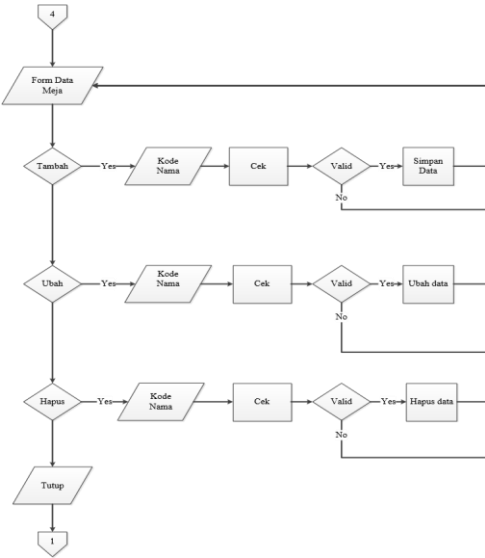 4
Form Data
Meja
Tambah
Yes
Kode
Nama
Cek
Valid
Yes
Simpan
Data
No
Ubah
Yes
Kode
Nama
Cek
Valid
Yes
Ubah data
No
Hapus
Yes
Kode
Nama
Cek
Valid
Yes
Hapus data
No
Tutup
1